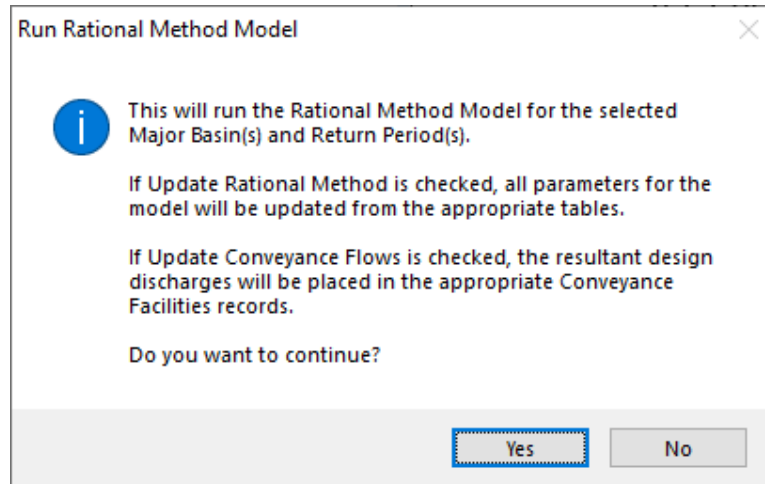 Run Rational Method Model
This will run the Rational Method Model for the selected
Major Basin(s) and Return Period(s).
If Update Rational Method is checked, all parameters for the
model will be updated from the appropriate tables.
If Update Conveyance Flows is checked, the resultant design
discharges will be placed in the appropriate Conveyance
Facilities records.
Do you want to continue?
Yes
No